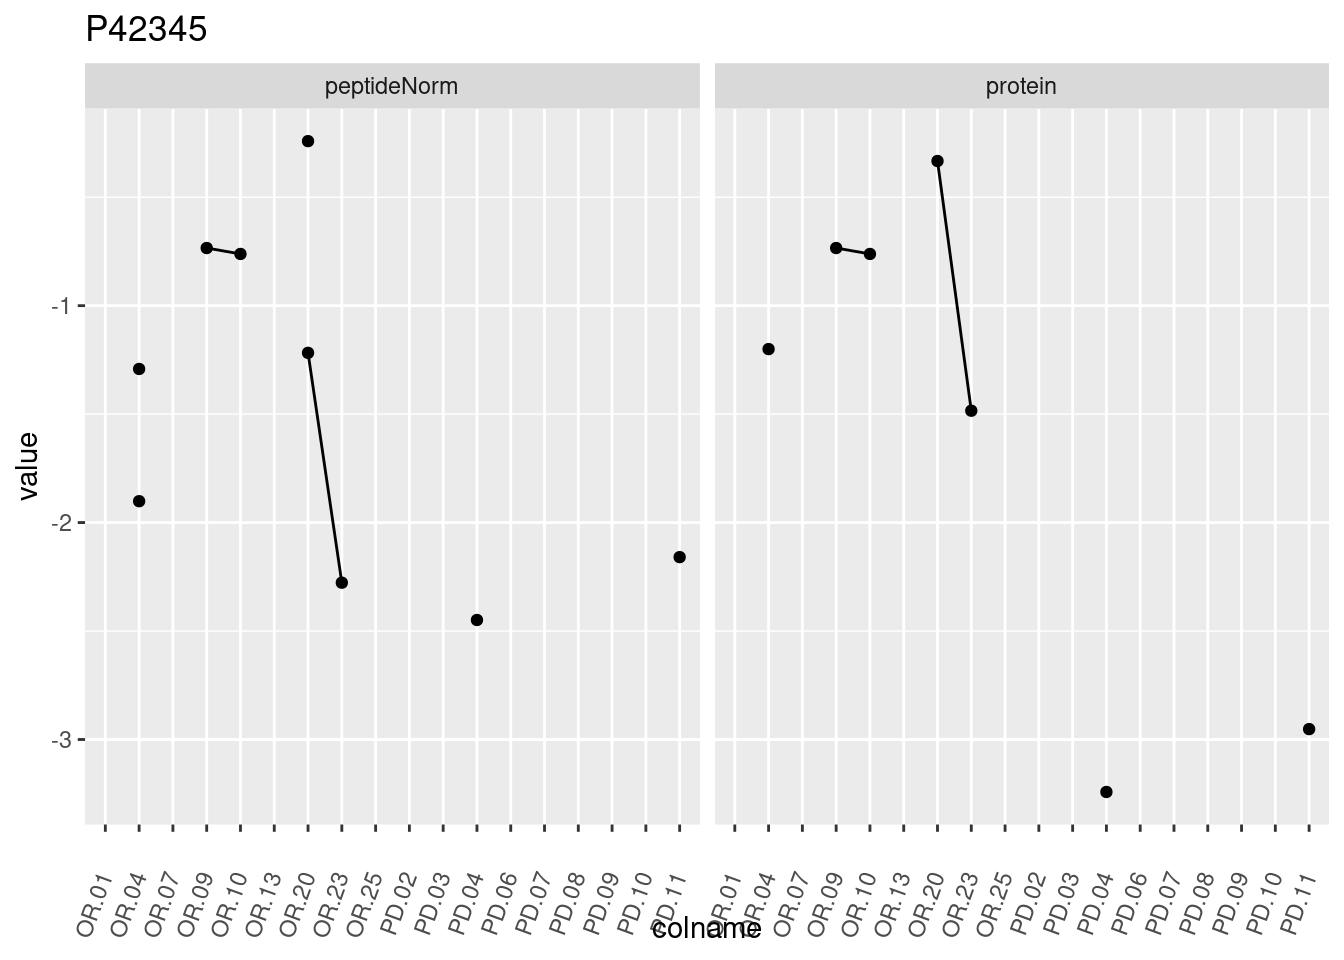 P42345
peptideNorm protein
value
-1
-2
-3
OR.01 OR.04 OR.07 OR.09 OR.10 OR.13 OR.20 OR.23 OR.25 PD.02 PD.03 PD.04 PD.06 PD.07 PD.08 PD.09 PD.10 PD.11 OR.01 OR.04 OR.07 OR.09 OR.10 OR.13 OR.20 OR.23 OR.25 PD.02 PD.03 PD.04 PD.06 PD.07 PD.08 PD.09 PD.10 PD.11
colname